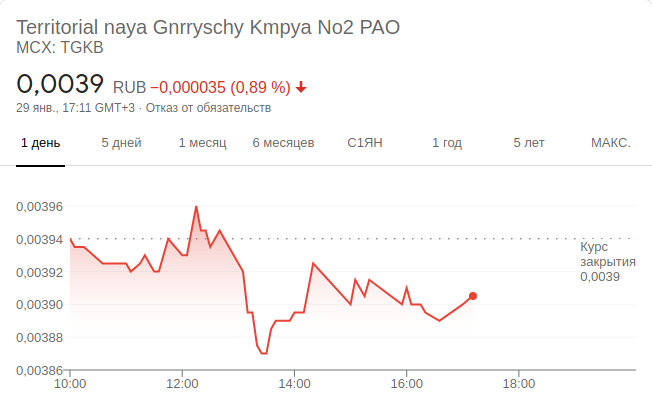 Territorial naya Gnrryschy Kmpya No2 PAO
MCX: TGKB
0,0039 RUB −0,000035 (0,89 %)
29 янв., 17:11 GMT+3 · Отказ от обязательств
1 день 5 дней 1 месяц 6 месяцев С1ЯН 1 год 5 лет МАКС.
0,00396
0,00394
Курс
закрытия
0,0039
0,00392
0,00390
0,00388
0,00386
10:00 12:00 14:00 16:00 18:00